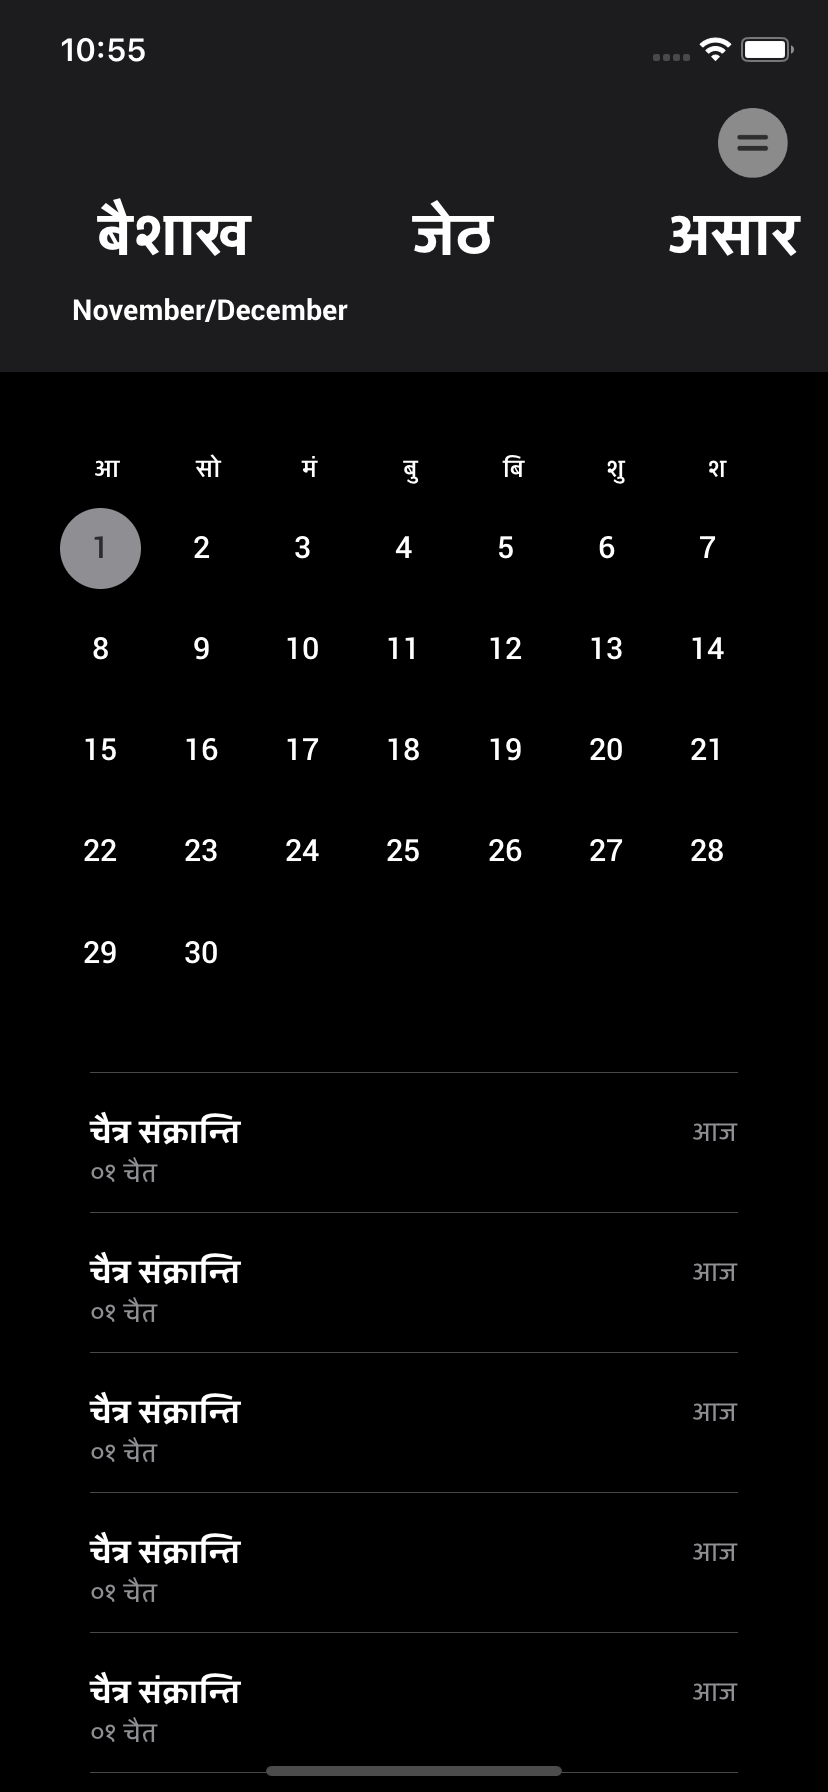 10:55
बैशाख जेठ असार
November/December
आ सो मं बु बि शु श
1 2 3 4 5 6 7
8 9 10 11 12 13 14
15 16 17 18 19 20 21
22 23 24 25 26 27 28
29 30
चैत्र संक्रान्ति आज
०१ चैत
चैत्र संक्रान्ति आज
०१ चैत
चैत्र संक्रान्ति आज
०१ चैत
चैत्र संक्रान्ति आज
०१ चैत
चैत्र संक्रान्ति आज
०१ चैत